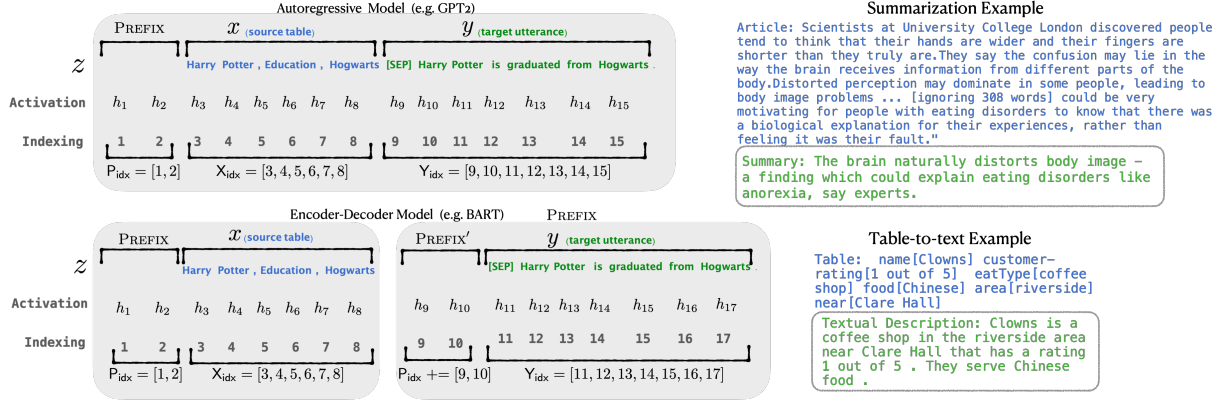 Autoregressive Model (e.g. GPT2)
PREFIX
x (source table)
y (target utterance)
z
Harry Potter , Education , Hogwarts
[SEP] Harry Potter is graduated from Hogwarts .
Activation
h1 h2 h3 h4 h5 h6 h7 h8 h9 h10 h11 h12 h13 h14 h15
Indexing
1 2 3 4 5 6 7 8 9 10 11 12 13 14 15
Pidx = [1, 2]
Xidx = [3, 4, 5, 6, 7, 8]
Yidx = [9, 10, 11, 12, 13, 14, 15]
Encoder-Decoder Model (e.g. BART)
PREFIX
PREFIX
x (source table)
PREFIX′
y (target utterance)
z
Harry Potter , Education , Hogwarts
[SEP] Harry Potter is graduated from Hogwarts .
Activation
h1 h2 h3 h4 h5 h6 h7 h8 h9 h10 h11 h12 h13 h14 h15 h16 h17
Indexing
1 2 3 4 5 6 7 8 9 10 11 12 13 14 15 16 17
Pidx = [1, 2]
Xidx = [3, 4, 5, 6, 7, 8]
Pidx += [9, 10]
Yidx = [11, 12, 13, 14, 15, 16, 17]
Summarization Example
Article: Scientists at University College London discovered people
tend to think that their hands are wider and their fingers are
shorter than they truly are.They say the confusion may lie in the
way the brain receives information from different parts of the
body.Distorted perception may dominate in some people, leading to
body image problems ... [ignoring 308 words] could be very
motivating for people with eating disorders to know that there was
a biological explanation for their experiences, rather than
feeling it was their fault."
Summary: The brain naturally distorts body image –
a finding which could explain eating disorders like
anorexia, say experts.
Table-to-text Example
Table: name[Clowns] customer-
rating[1 out of 5] eatType[coffee
shop] food[Chinese] area[riverside]
near[Clare Hall]
Textual Description: Clowns is a
coffee shop in the riverside area
near Clare Hall that has a rating
1 out of 5 . They serve Chinese
food .